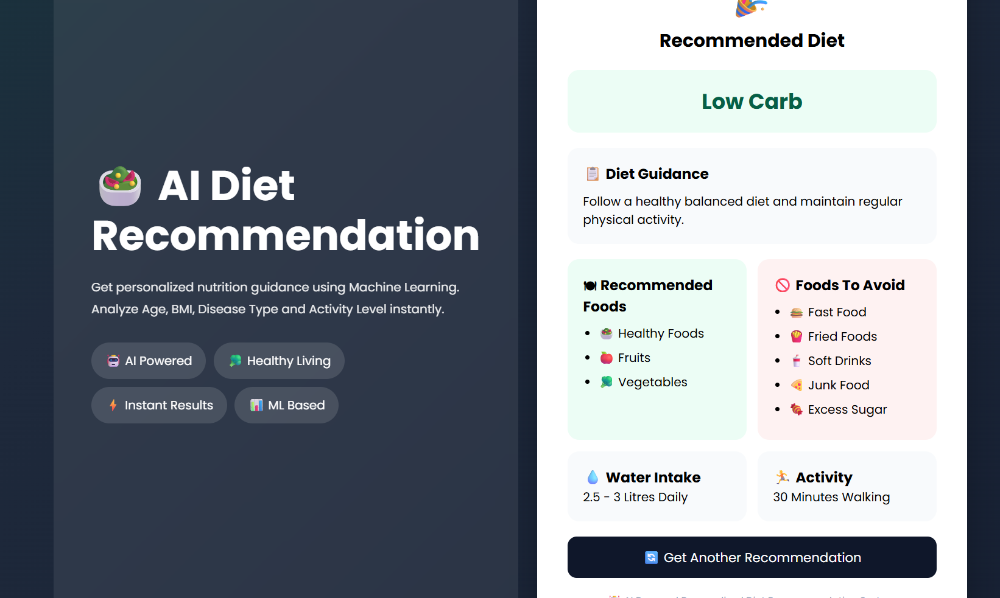 AI Diet
Recommendation
Get personalized nutrition guidance using Machine Learning.
Analyze Age, BMI, Disease Type and Activity Level instantly.
AI Powered
Healthy Living
Instant Results
ML Based
Recommended Diet
Low Carb
Diet Guidance
Follow a healthy balanced diet and maintain regular
physical activity.
Recommended
Foods
Healthy Foods
Fruits
Vegetables
Foods To Avoid
Fast Food
Fried Foods
Soft Drinks
Junk Food
Excess Sugar
Water Intake
2.5 - 3 Litres Daily
Activity
30 Minutes Walking
Get Another Recommendation